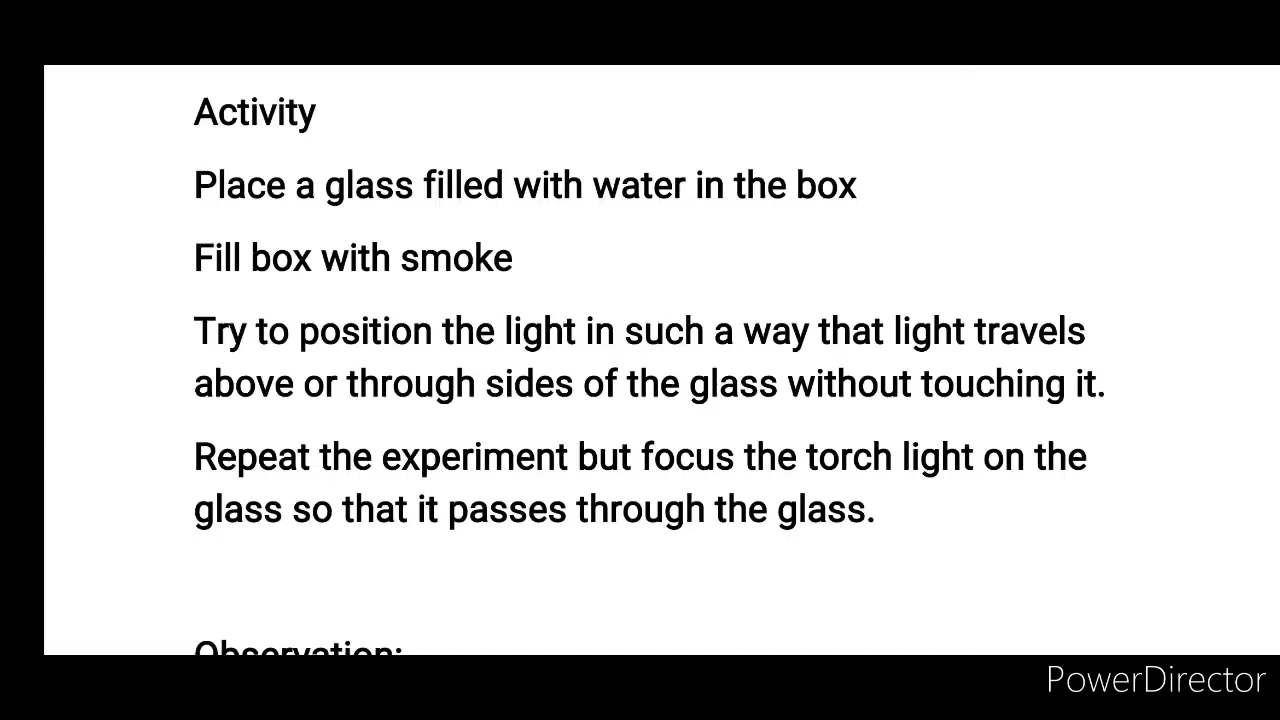 Activity
Place a glass filled with water in the box
Fill box with smoke
Try to position the light in such a way that light travels
above or through sides of the glass without touching it.
Repeat the experiment but focus the torch light on the
glass so that it passes through the glass.
Observation:
PowerDirector